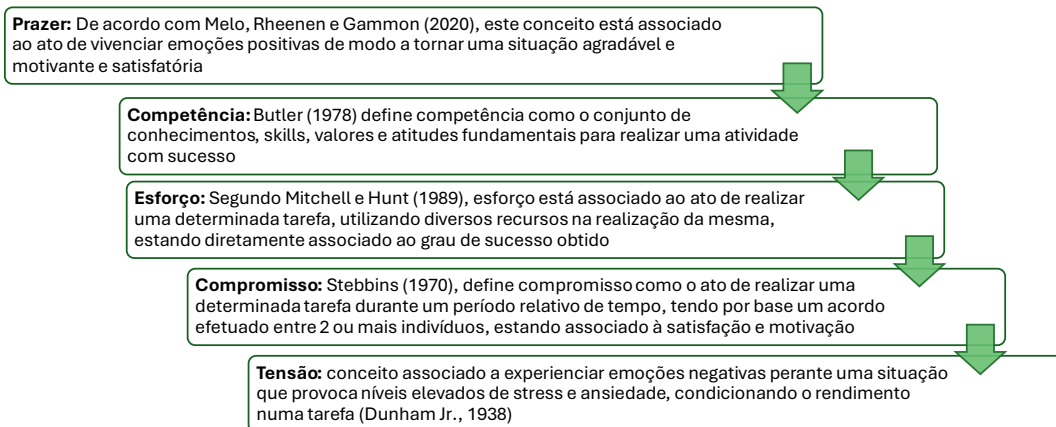 Prazer: De acordo com Melo, Rheenen e Gammon (2020), este conceito está associado
ao ato de vivenciar emoções positivas de modo a tornar uma situação agradável e
motivante e satisfatória
Competência: Butler (1978) define competência como o conjunto de
conhecimentos, skills, valores e atitudes fundamentais para realizar uma atividade
com sucesso
Esforço: Segundo Mitchell e Hunt (1989), esforço está associado ao ato de realizar
uma determinada tarefa, utilizando diversos recursos na realização da mesma,
estando diretamente associado ao grau de sucesso obtido
Compromisso: Stebbins (1970), define compromisso como o ato de realizar uma
determinada tarefa durante um período relativo de tempo, tendo por base um acordo
efetuado entre 2 ou mais indivíduos, estando associado à satisfação e motivação
Tensão: conceito associado a experienciar emoções negativas perante uma situação
que provoca níveis elevados de stress e ansiedade, condicionando o rendimento
numa tarefa (Dunham Jr., 1938)